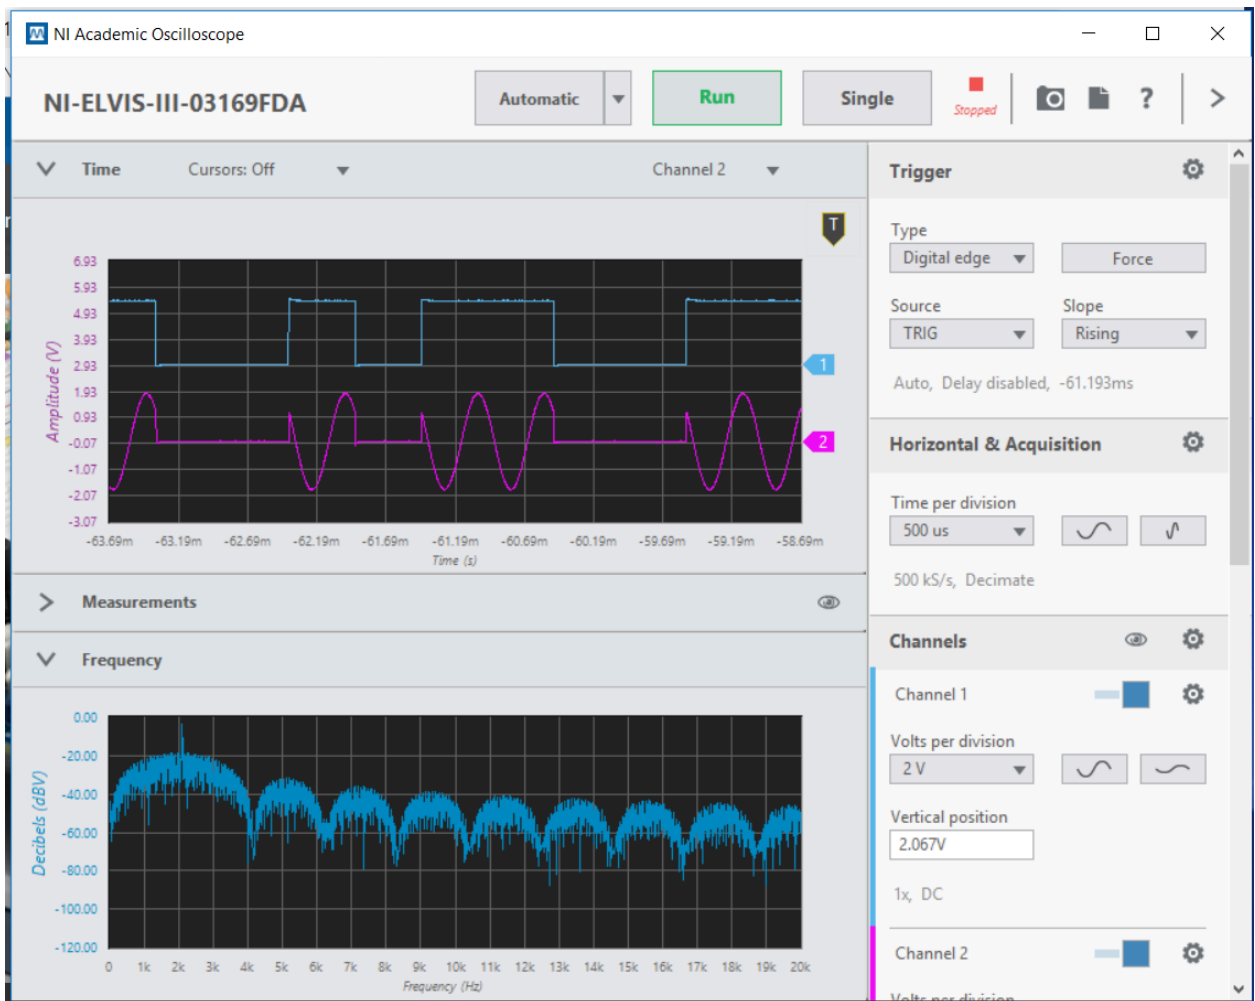 NI Academic Oscilloscope
NI-ELVIS-III-03169FDA
Automatic
Run
Single
Stopped
?
Time
Cursors: Off
Channel 2
T
Amplitude (V)
6.93
5.93
4.93
3.93
2.93
1.93
0.93
-0.07
-1.07
-2.07
-3.07
1
2
-63.69m -63.19m -62.69m -62.19m -61.69m -61.19m -60.69m -60.19m -59.69m -59.19m -58.69m
Time (s)
Measurements
Frequency
Decibels (dBV)
0.00
-20.00
-40.00
-60.00
-80.00
-100.00
-120.00
0 1k 2k 3k 4k 5k 6k 7k 8k 9k 10k 11k 12k 13k 14k 15k 16k 17k 18k 19k 20k
Frequency (Hz)
Trigger
Type
Digital edge
Force
Source Slope
TRIG Rising
Auto, Delay disabled, -61.193ms
Horizontal & Acquisition
Time per division
500 us
500 kS/s, Decimate
Channels
Channel 1
Volts per division
2 V
Vertical position
2.067V
1x, DC
Channel 2
Volts per division